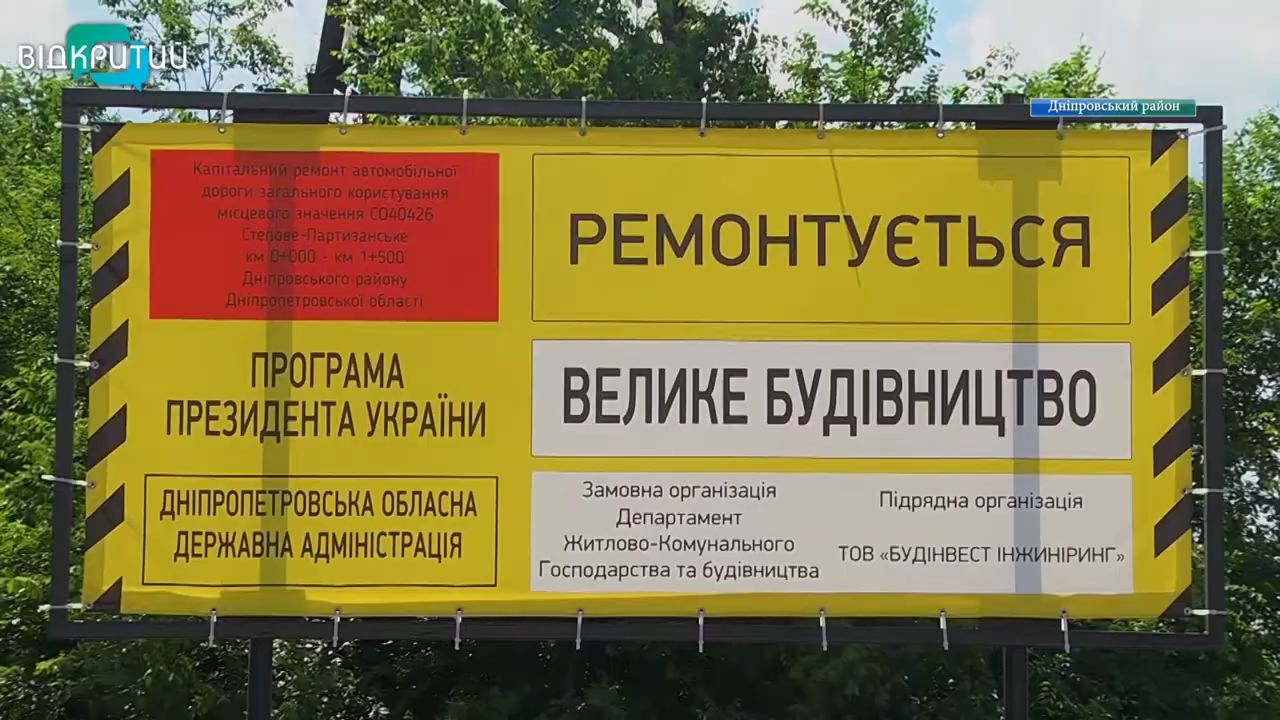 ВІДКРИТИЙ
Дніпровський район
Капітальний ремонт автомобільної
дороги загального користування
місцевого значення СО40426
Степове-Партизанське
км 0+000 - км 1+500
Дніпровського району
Дніпропетровської області
РЕМОНТУЄТЬСЯ
ПРОГРАМА
ПРЕЗИДЕНТА УКРАЇНИ
ВЕЛИКЕ БУДІВНИЦТВО
ДНІПРОПЕТРОВСЬКА ОБЛАСНА
ДЕРЖАВНА АДМІНІСТРАЦІЯ
Замовна організація
Департамент
Житлово-Комунального
Господарства та будівництва
Підрядна організація
ТОВ «БУДІНВЕСТ ІНЖИНІРИНГ»